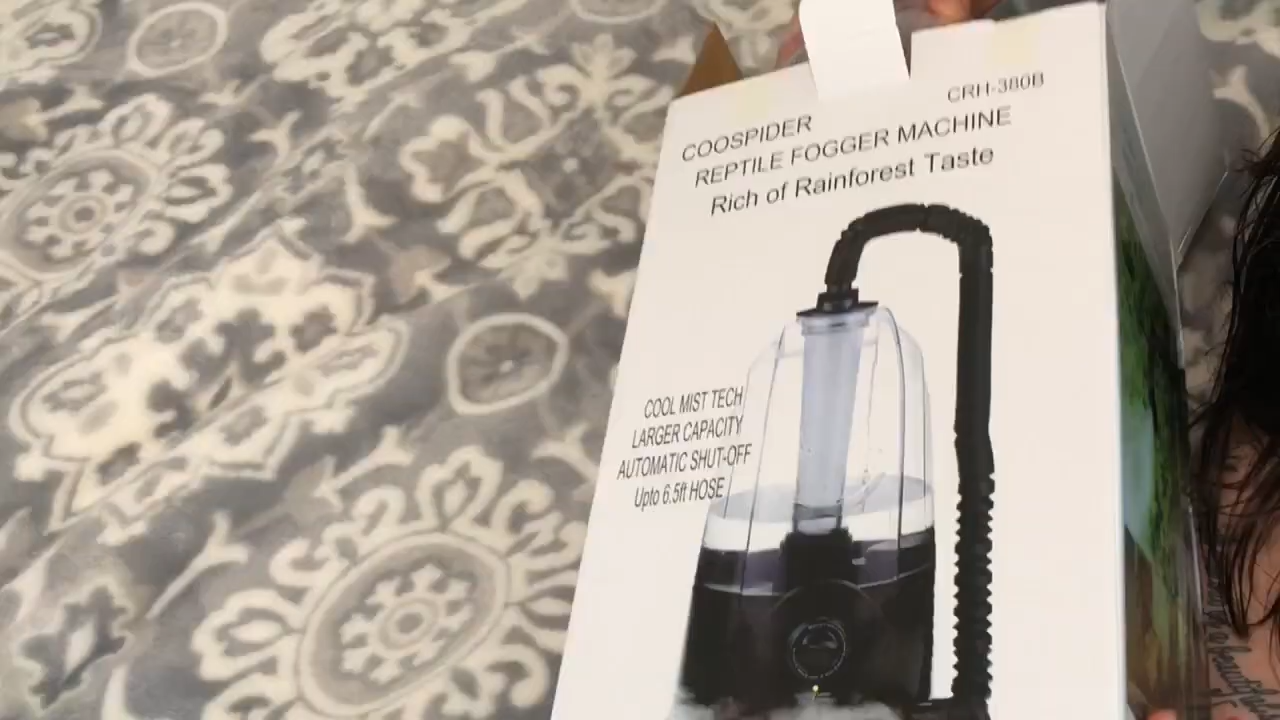 CRH-380B
COOSPIDER
REPTILE FOGGER MACHINE
Rich of Rainforest Taste
COOL MIST TECH
LARGER CAPACITY
AUTOMATIC SHUT-OFF
Upto 6.5ft HOSE